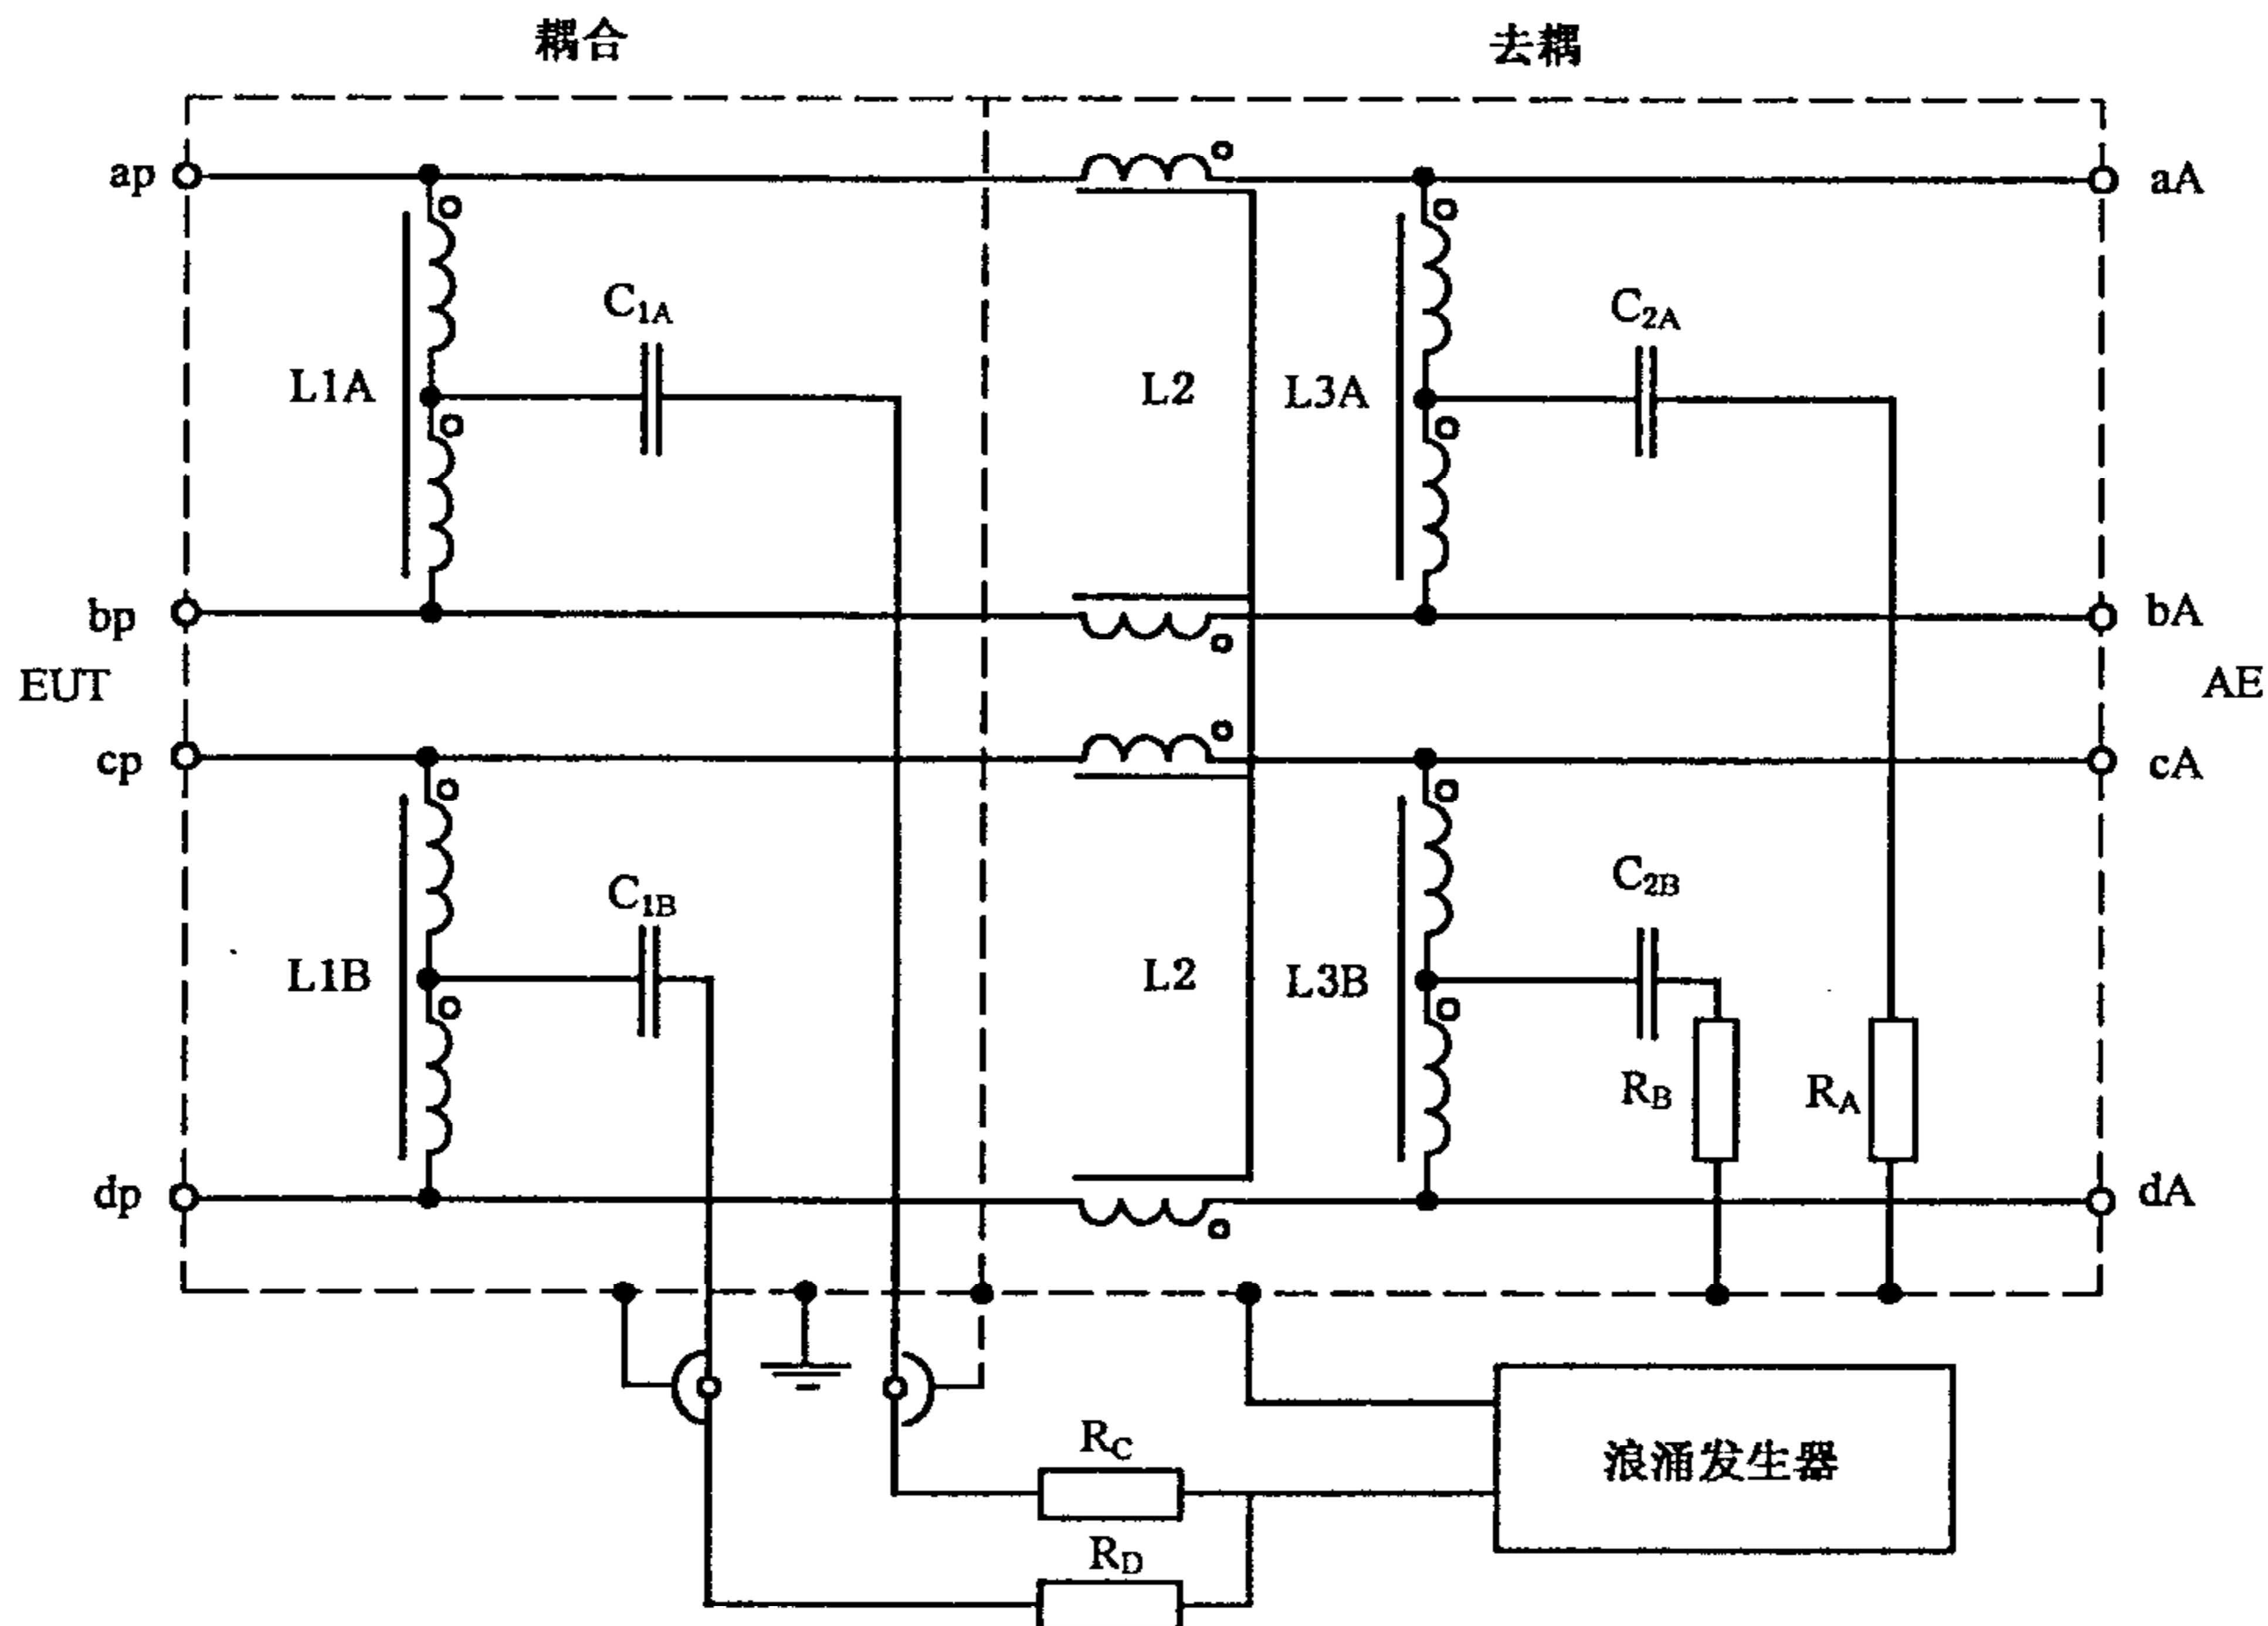 耦合
去耦
ap
aA
C1A
C2A
L1A
L2
L3A
bp
bA
EUT
AE
cp
cA
C1B
C2B
L1B
L2
L3B
RB
RA
dp
dA
RC
浪涌发生器
RD